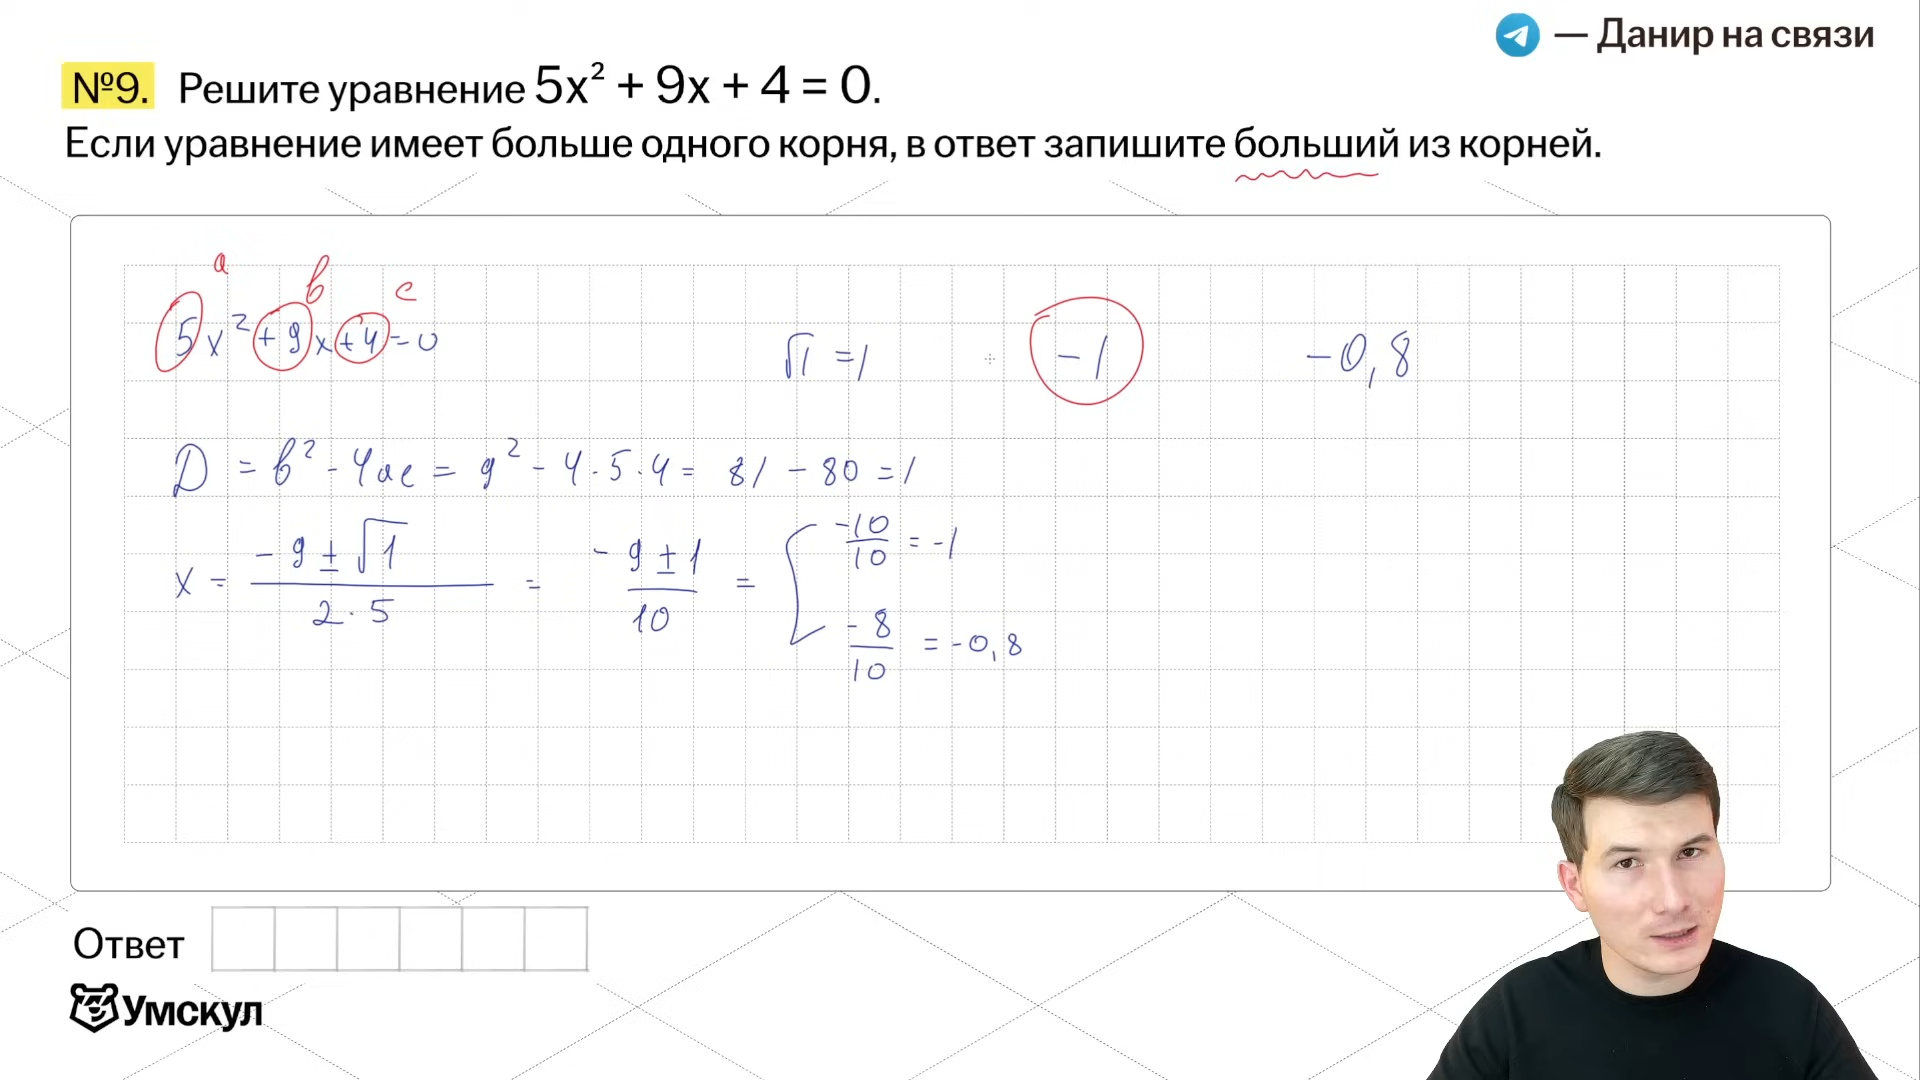 — Данир на связи
№9. Решите уравнение 5x² + 9x + 4 = 0.
Если уравнение имеет больше одного корня, в ответ запишите больший из корней.
a b c
5x² + 9x + 4 = 0
√1 = 1
-1
-0,8
D = b² - 4ac = 9² - 4·5·4 = 81 - 80 = 1
x = (-9 ± √1)/(2·5) = (-9 ± 1)/10 = [ -10/10 = -1
-8/10 = -0,8
Ответ
Умскул